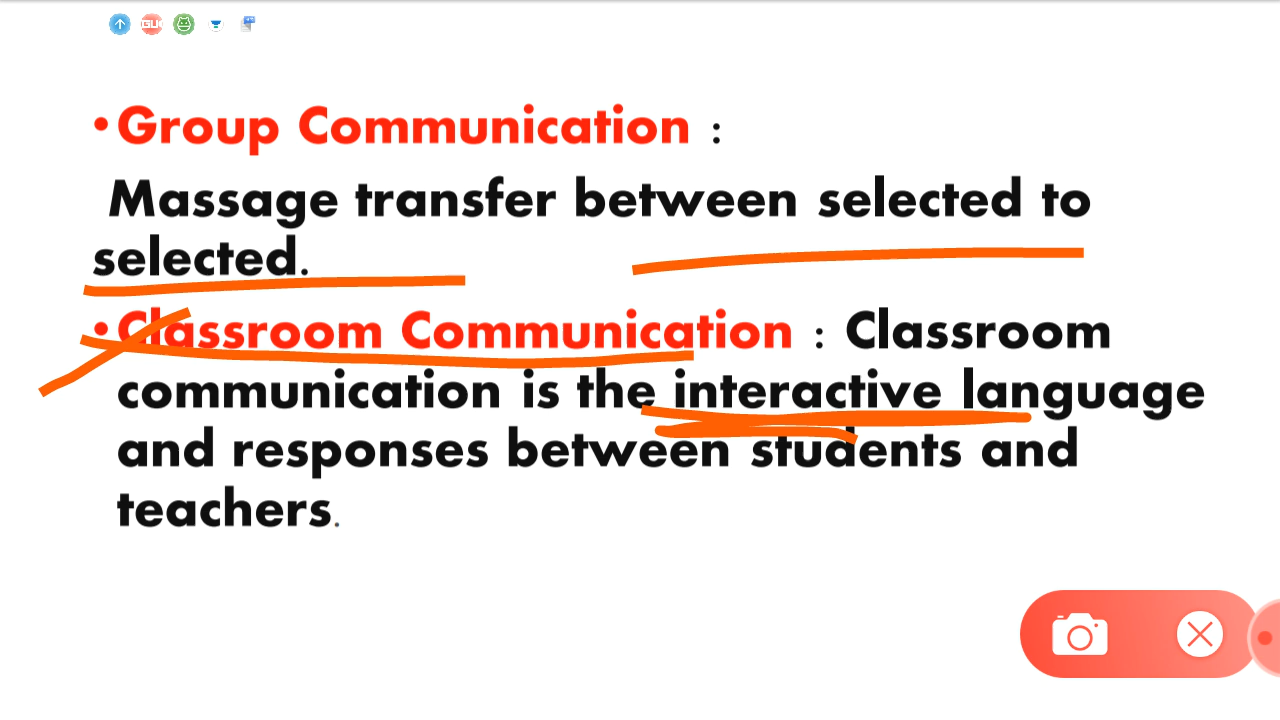 •Group Communication :
Massage transfer between selected to
selected.
•Classroom Communication : Classroom
communication is the interactive language
and responses between students and
teachers.